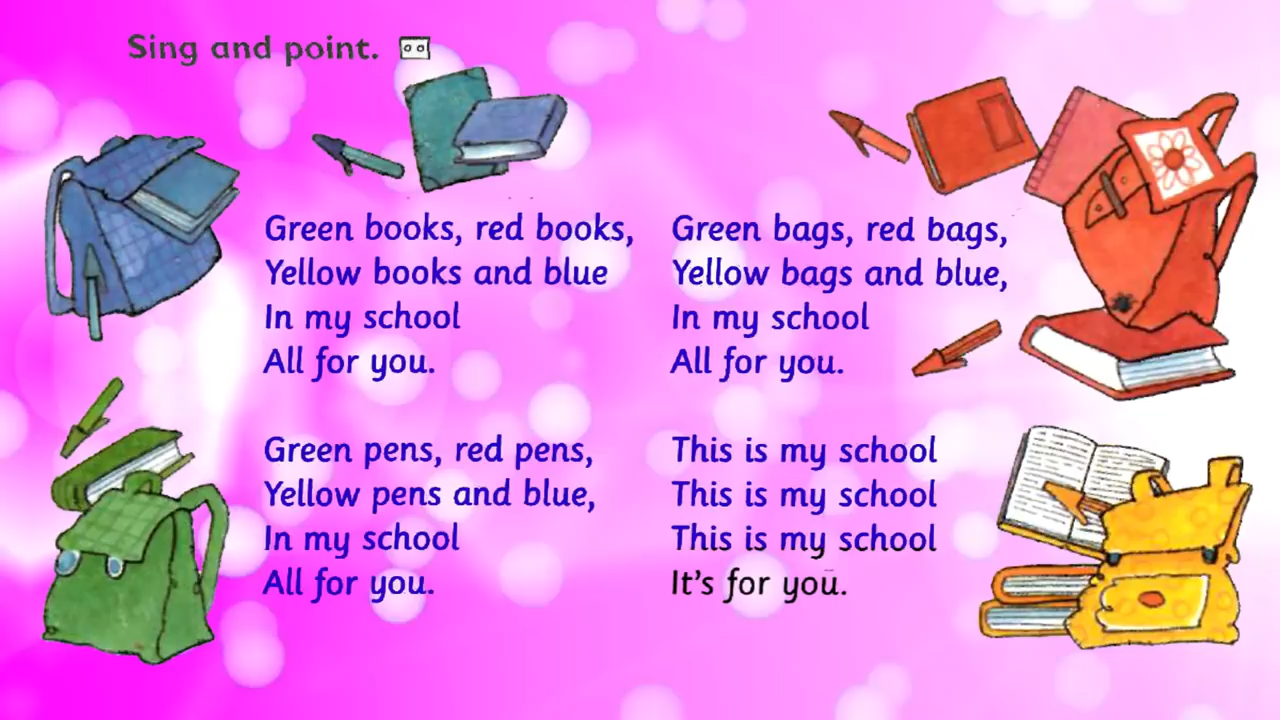 Sing and point.
Green books, red books,
Yellow books and blue
In my school
All for you.
Green pens, red pens,
Yellow pens and blue,
In my school
All for you.
Green bags, red bags,
Yellow bags and blue,
In my school
All for you.
This is my school
This is my school
This is my school
It's for you.